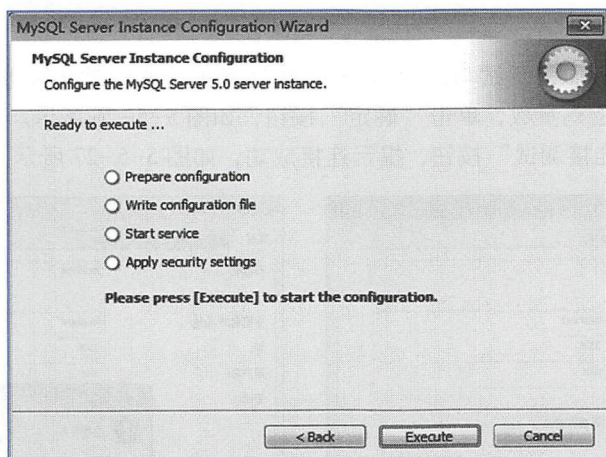 MySQL Server Instance Configuration Wizard
MySQL Server Instance Configuration
Configure the MySQL Server 5.0 server instance.
Ready to execute ...
Prepare configuration
Write configuration file
Start service
Apply security settings
Please press [Execute] to start the configuration.
< Back
Execute
Cancel